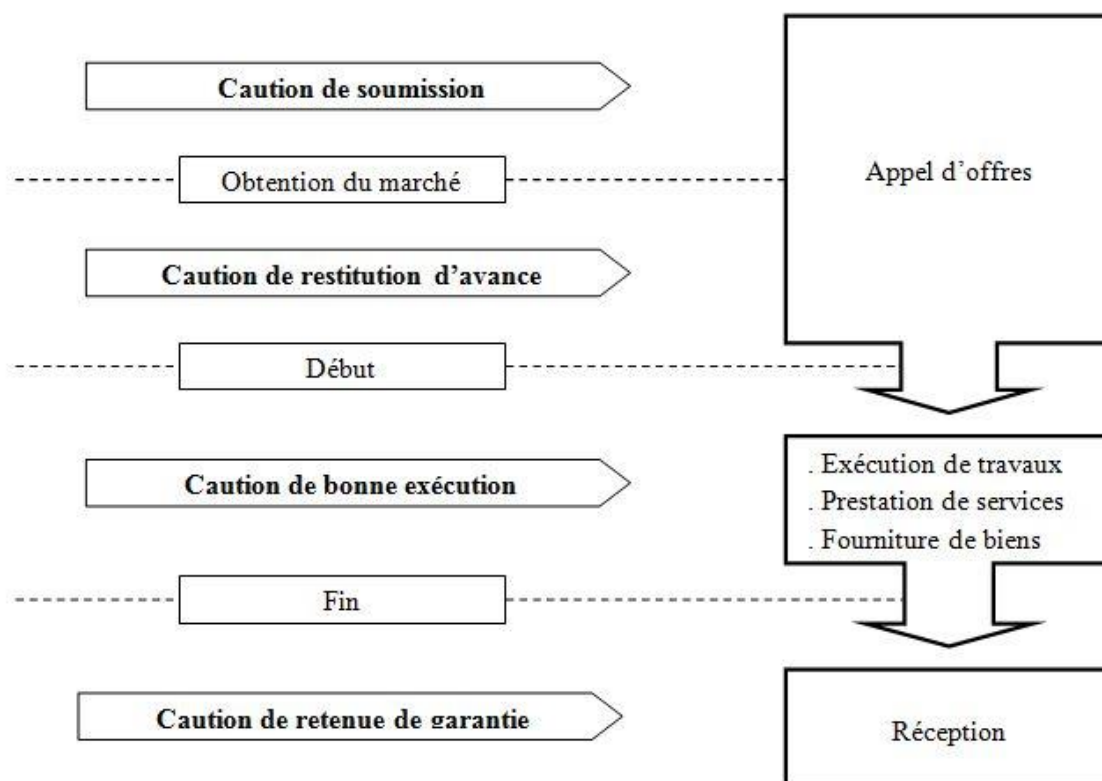 Caution de soumission
Obtention du marché
Appel d'offres
Caution de restitution d'avance
Début
Caution de bonne exécution
. Exécution de travaux
. Prestation de services
. Fourniture de biens
Fin
Caution de retenue de garantie
Réception